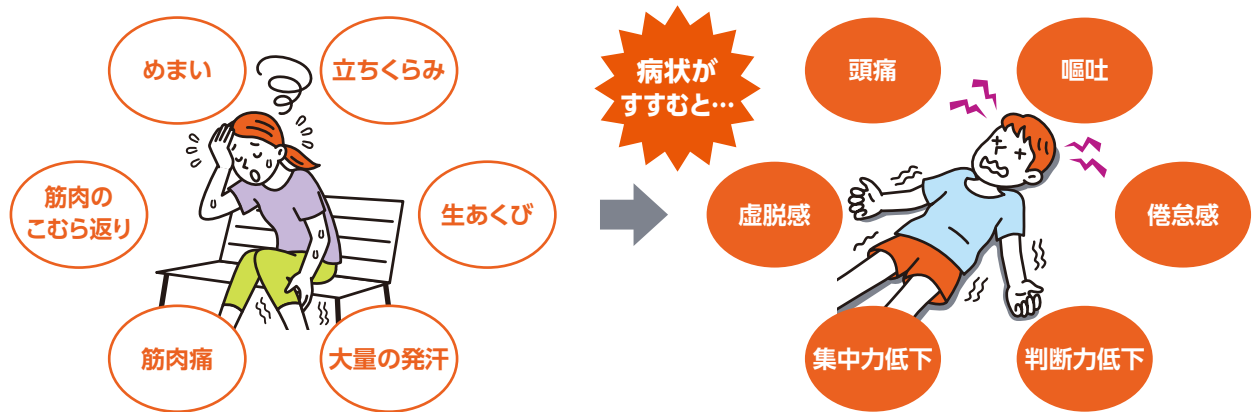 めまい
立ちくらみ
筋肉の
こむら返り
生あくび
筋肉痛
大量の発汗
病状が
すすむと…
頭痛
嘔吐
虚脱感
倦怠感
集中力低下
判断力低下